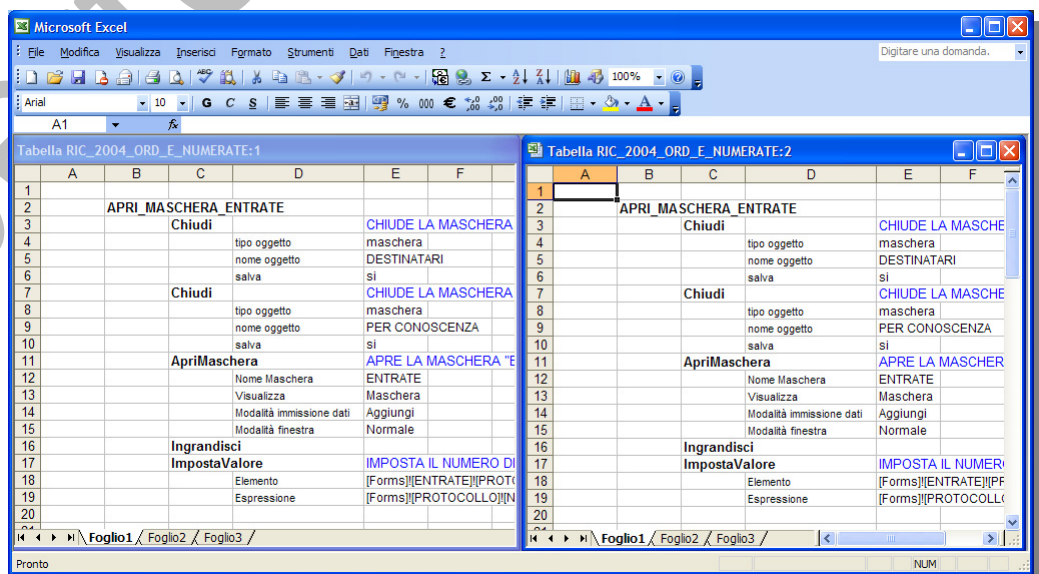 Microsoft Excel
File Modifica Visualizza Inserisci Formato Strumenti Dati Finestra ?
Digitare una domanda.
100%
Arial 10 G C S % 000 €
A1 fx
Tabella RIC_2004_ORD_E_NUMERATE:1
A B C D E F
1
2 APRI_MASCHERA_ENTRATE
3 Chiudi CHIUDE LA MASCHERA
4 tipo oggetto maschera
5 nome oggetto DESTINATARI
6 salva si
7 Chiudi CHIUDE LA MASCHERA
8 tipo oggetto maschera
9 nome oggetto PER CONOSCENZA
10 salva si
11 ApriMaschera APRE LA MASCHERA "E
12 Nome Maschera ENTRATE
13 Visualizza Maschera
14 Modalità immissione dati Aggiungi
15 Modalità finestra Normale
16 Ingrandisci
17 ImpostaValore IMPOSTA IL NUMERO DI
18 Elemento [Forms]![ENTRATE]![PROTO
19 Espressione [Forms]![PROTOCOLLO]![N
20
Foglio1 Foglio2 Foglio3
Tabella RIC_2004_ORD_E_NUMERATE:2
A B C D E F
1
2 APRI_MASCHERA_ENTRATE
3 Chiudi CHIUDE LA MASCHE
4 tipo oggetto maschera
5 nome oggetto DESTINATARI
6 salva si
7 Chiudi CHIUDE LA MASCHE
8 tipo oggetto maschera
9 nome oggetto PER CONOSCENZA
10 salva si
11 ApriMaschera APRE LA MASCHER
12 Nome Maschera ENTRATE
13 Visualizza Maschera
14 Modalità immissione dati Aggiungi
15 Modalità finestra Normale
16 Ingrandisci
17 ImpostaValore IMPOSTA IL NUMER
18 Elemento [Forms]![ENTRATE]![PR
19 Espressione [Forms]![PROTOCOLLO
20
Foglio1 Foglio2 Foglio3
Pronto NUM